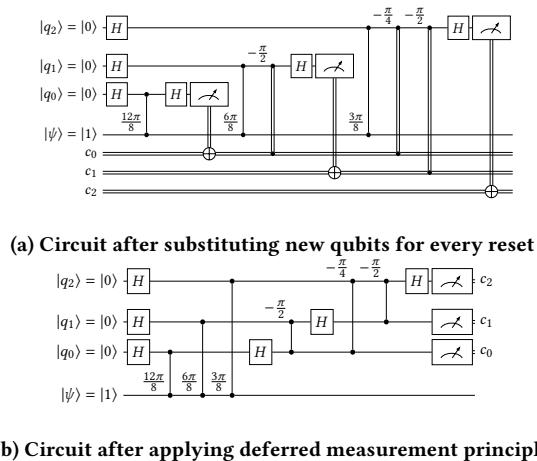 −π/4 −π/2
|q₂⟩ = |0⟩ H H
−π/2
|q₁⟩ = |0⟩ H H
|q₀⟩ = |0⟩ H H
12π/8 6π/8 3π/8
|ψ⟩ = |1⟩
c₀
c₁
c₂
(a) Circuit after substituting new qubits for every reset
−π/4 −π/2
|q₂⟩ = |0⟩ H H c₂
−π/2
|q₁⟩ = |0⟩ H H c₁
|q₀⟩ = |0⟩ H H c₀
12π/8 6π/8 3π/8
|ψ⟩ = |1⟩
b) Circuit after applying deferred measurement principl